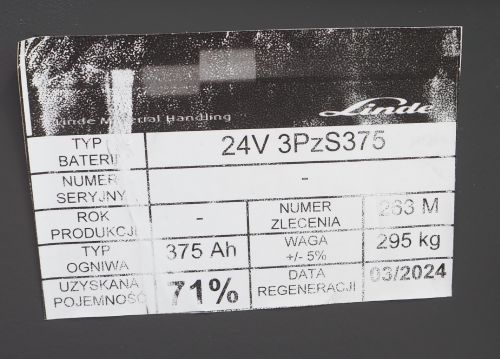 Linde Material Handling
Linde
TYP BATERII
24V 3PzS375
NUMER SERYJNY
-
ROK PRODUKCJI
-
NUMER ZLECENIA
263 M
TYP OGNIWA
375 Ah
WAGA +/- 5%
295 kg
UZYSKANA POJEMNOŚĆ
71%
DATA REGENERACJI
03/2024